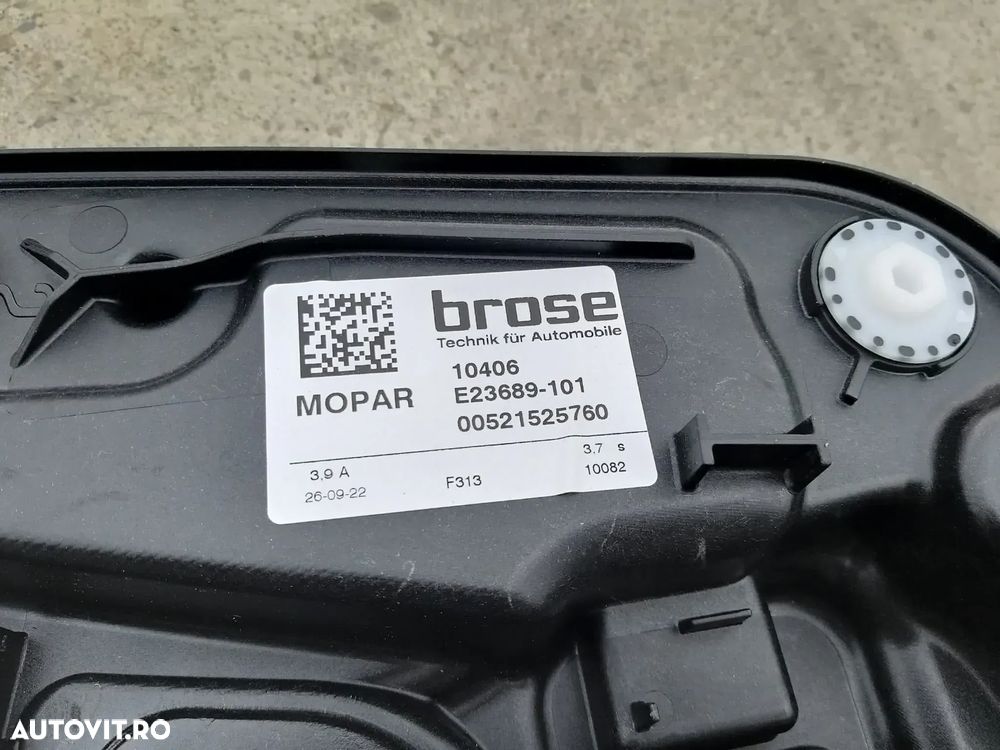 brose
Technik für Automobile
MOPAR
10406
E23689-101
00521525760
3,9 A
3.7 s
26-09-22
F313
10082
AUTOVIT.RO